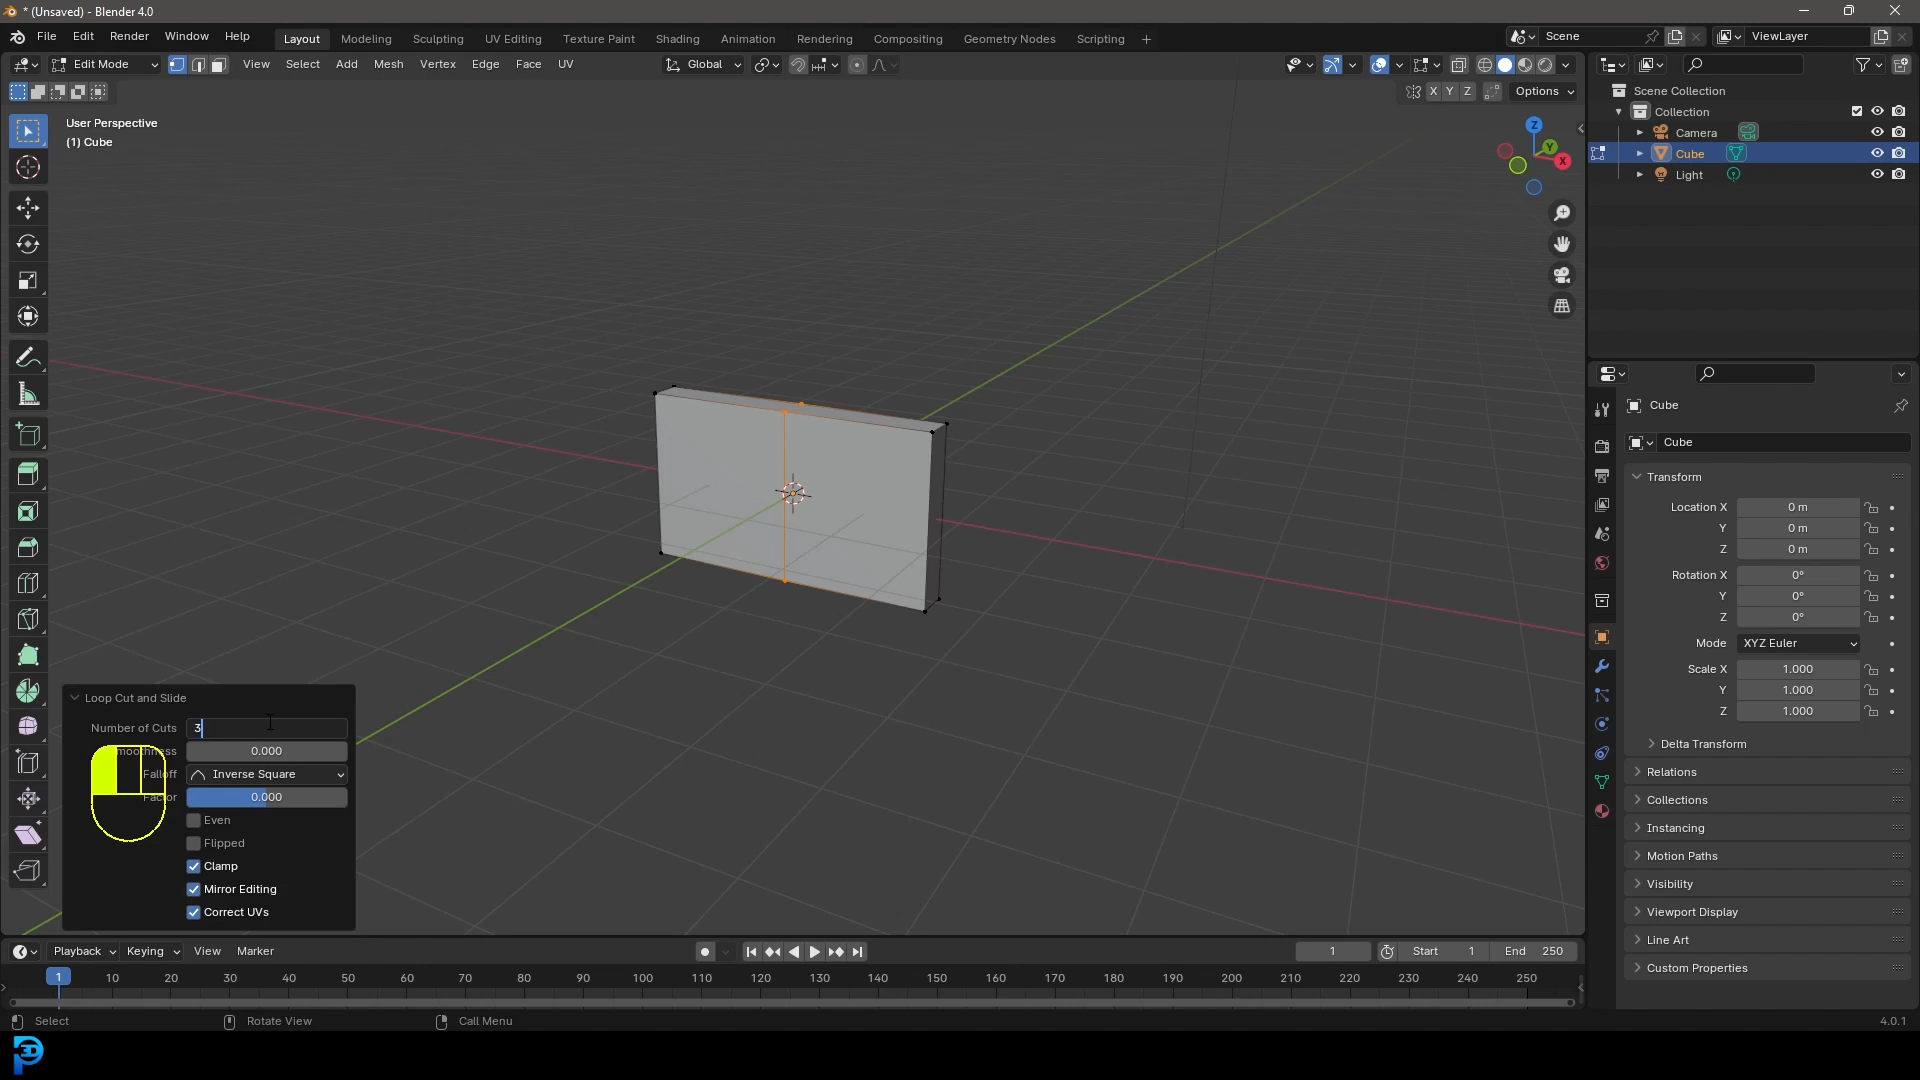 * (Unsaved) - Blender 4.0
File Edit Render Window Help Layout Modeling Sculpting UV Editing Texture Paint Shading Animation Rendering Compositing Geometry Nodes Scripting + Scene ViewLayer
Edit Mode View Select Add Mesh Vertex Edge Face UV Global
X Y Z Options
User Perspective
(1) Cube
Z
Y
X
Scene Collection
Collection
Camera
Cube
Light
Cube
Cube
Transform
Location X 0 m
Y 0 m
Z 0 m
Rotation X 0°
Y 0°
Z 0°
Mode XYZ Euler
Scale X 1.000
Y 1.000
Z 1.000
Delta Transform
Relations
Collections
Instancing
Motion Paths
Visibility
Viewport Display
Line Art
Custom Properties
Loop Cut and Slide
Number of Cuts 3
Smoothness 0.000
Falloff Inverse Square
Factor 0.000
Even
Flipped
Clamp
Mirror Editing
Correct UVs
Playback Keying View Marker 1 Start 1 End 250
1 10 20 30 40 50 60 70 80 90 100 110 120 130 140 150 160 170 180 190 200 210 220 230 240 250
Select Rotate View Call Menu 4.0.1